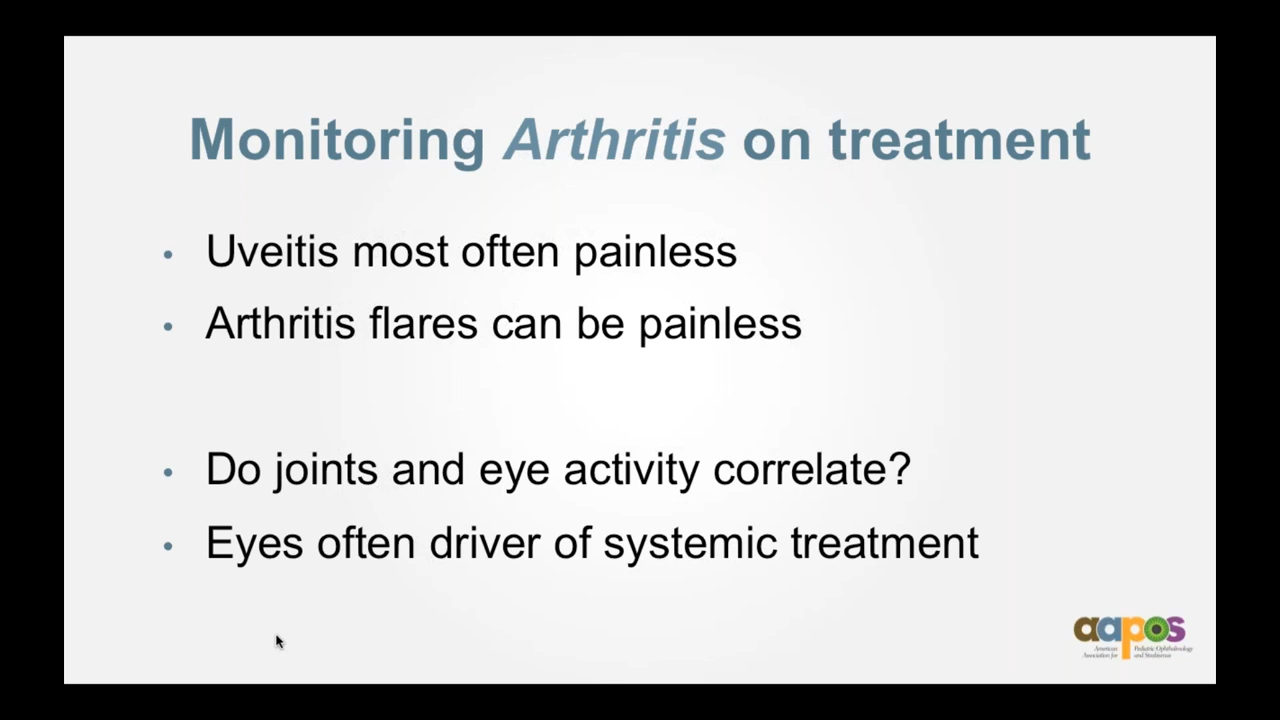 Monitoring Arthritis on treatment
• Uveitis most often painless
• Arthritis flares can be painless
• Do joints and eye activity correlate?
• Eyes often driver of systemic treatment
aapos
American Association for Pediatric Ophthalmology and Strabismus